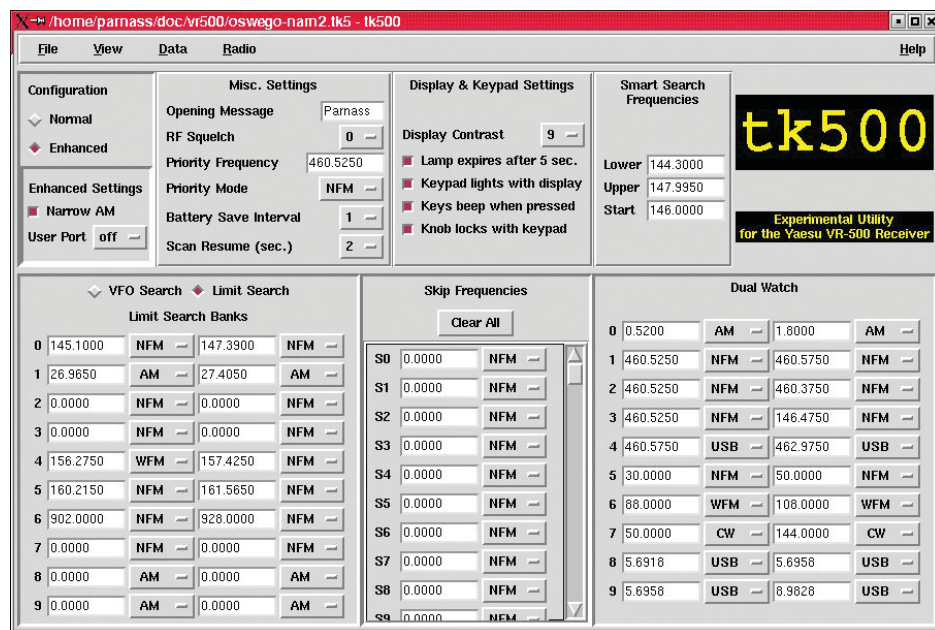 /home/parnass/doc/vr500/oswego-nam2.tk5 - tk500
File View Data Radio Help
Configuration
Normal
Enhanced
Enhanced Settings
Narrow AM
User Port off
Misc. Settings
Opening Message Parnass
RF Squelch 0
Priority Frequency 460.5250
Priority Mode NFM
Battery Save Interval 1
Scan Resume (sec.) 2
Display & Keypad Settings
Display Contrast 9
Lamp expires after 5 sec.
Keypad lights with display
Keys beep when pressed
Knob locks with keypad
Smart Search
Frequencies
Lower 144.3000
Upper 147.9950
Start 146.0000
tk500
Experimental Utility
for the Yaesu VR-500 Receiver
VFO Search Limit Search
Limit Search Banks
0 145.1000 NFM 147.3900 NFM
1 26.9650 AM 27.4050 AM
2 0.0000 NFM 0.0000 NFM
3 0.0000 NFM 0.0000 NFM
4 156.2750 WFM 157.4250 NFM
5 160.2150 NFM 161.5650 NFM
6 902.0000 NFM 928.0000 NFM
7 0.0000 NFM 0.0000 NFM
8 0.0000 AM 0.0000 AM
9 0.0000 AM 0.0000 AM
Skip Frequencies
Clear All
S0 0.0000 NFM
S1 0.0000 NFM
S2 0.0000 NFM
S3 0.0000 NFM
S4 0.0000 NFM
S5 0.0000 NFM
S6 0.0000 NFM
S7 0.0000 NFM
S8 0.0000 NFM
S9 0.0000 NFM
Dual Watch
0 0.5200 AM 1.8000 AM
1 460.5250 NFM 460.5750 NFM
2 460.5250 NFM 460.3750 NFM
3 460.5250 NFM 146.4750 NFM
4 460.5750 USB 462.9750 USB
5 30.0000 NFM 50.0000 NFM
6 88.0000 WFM 108.0000 WFM
7 50.0000 CW 144.0000 CW
8 5.6918 USB 5.6958 USB
9 5.6958 USB 8.9828 USB